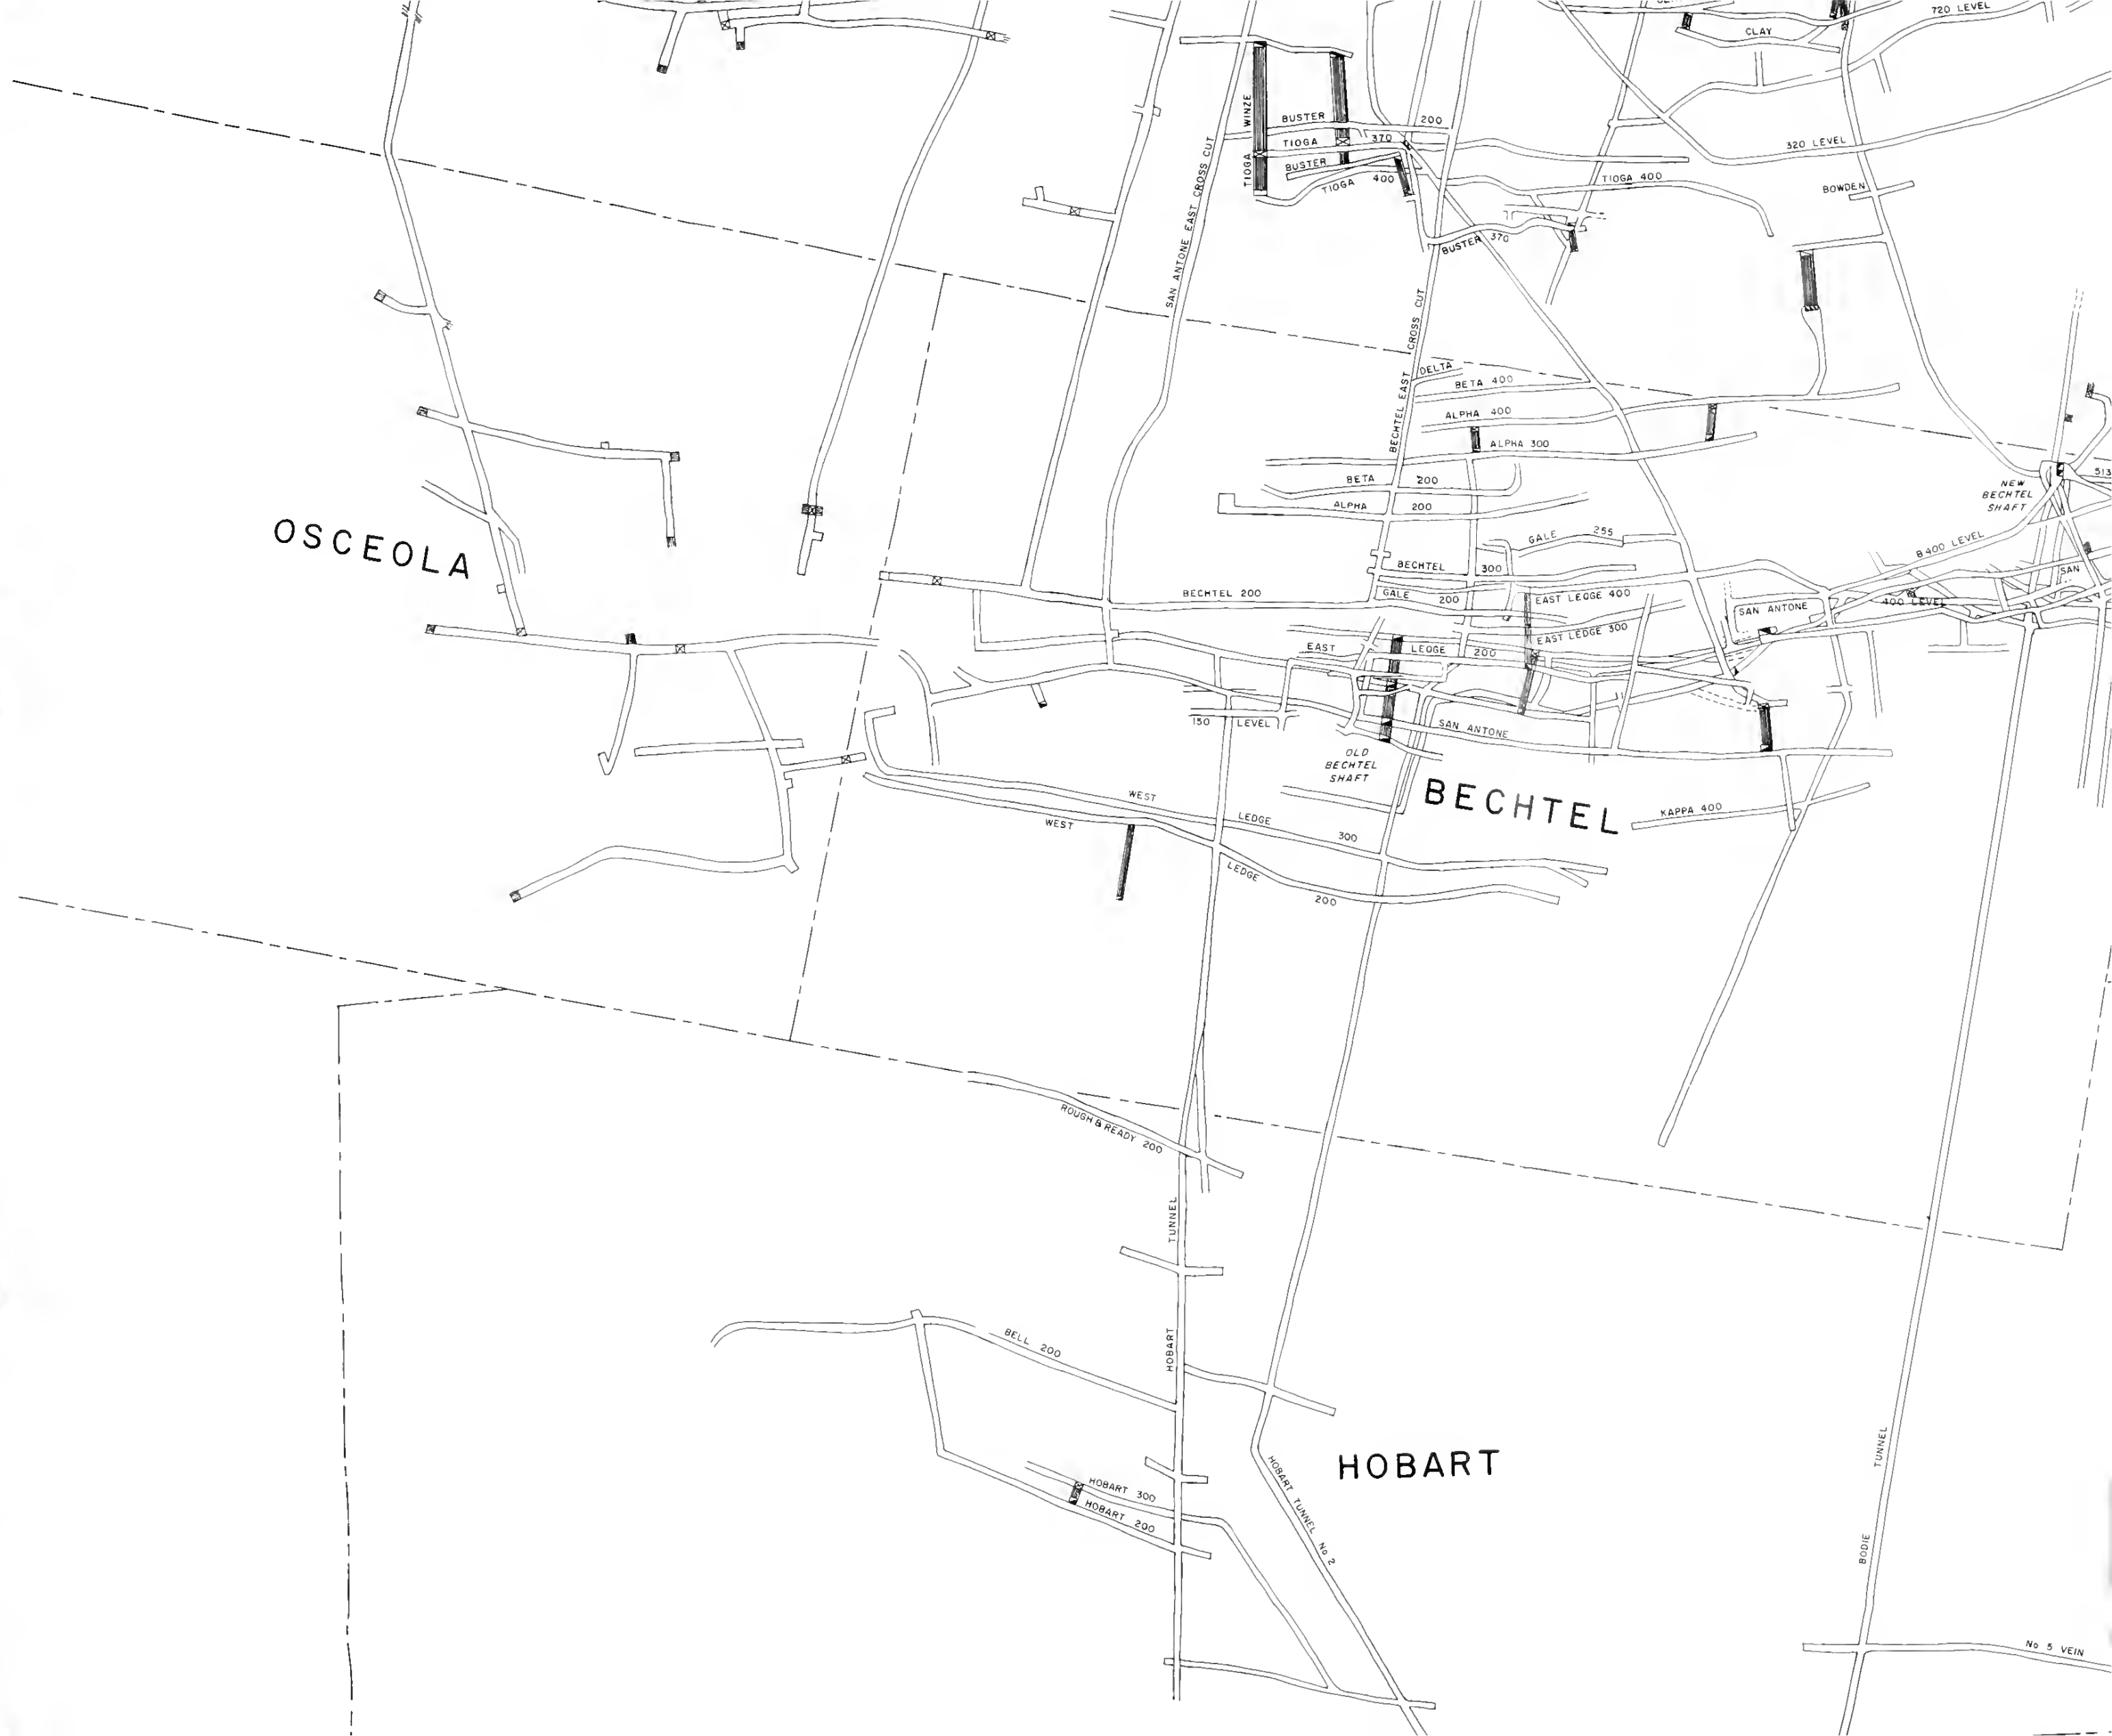 720 LEVEL
CLAY
320 LEVEL
TIOGA WINZE
BUSTER 200
TIOGA 370
BUSTER
TIOGA 400
TIOGA 400
BOWDEN
SAN ANTONE EAST CROSS CUT
BUSTER 370
BECHTEL EAST CROSS CUT
DELTA
BETA 400
ALPHA 400
ALPHA 300
BETA 200
ALPHA 200
513
NEW
BECHTEL
SHAFT
OSCEOLA
GALE 255
B400 LEVEL
BECHTEL 300
SAN
BECHTEL 200
GALE 200
EAST LEDGE 400
400 LEVEL
SAN ANTONE
EAST LEDGE 300
EAST LEDGE 200
150 LEVEL
SAN ANTONE
OLD
BECHTEL
SHAFT
BECHTEL
KAPPA 400
WEST LEDGE 300
WEST LEDGE 200
ROUGH & READY 200
HOBART TUNNEL
BELL 200
HOBART
HOBART TUNNEL No 2
HOBART 300
HOBART 200
BODIE TUNNEL
No 5 VEIN